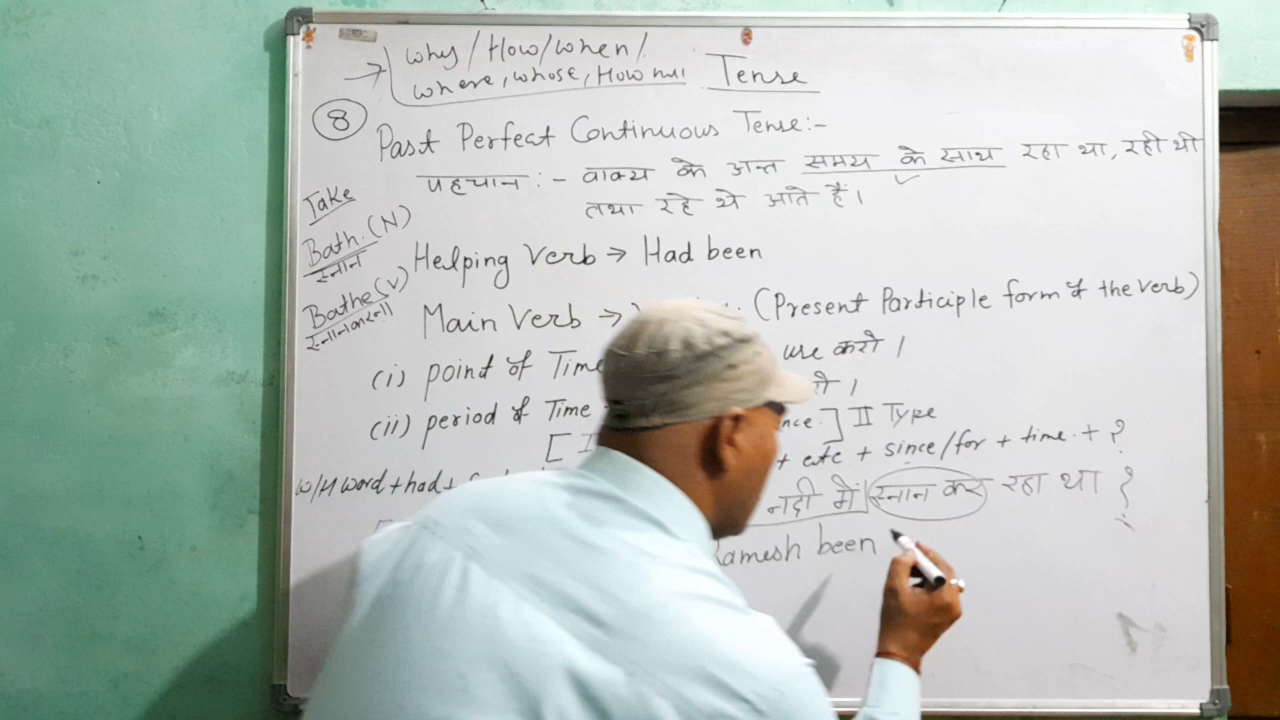 Why / How / When /
where, whose, How
Tense
8
Past Perfect Continuous Tense:-
पहचान :- वाक्य के अन्त समय के साथ रहा था, रही थी
तथा रहे थे आते हैं।
Take
Bath. (N)
स्नान
Bathe (V)
स्नान करना
Helping Verb → Had been
Main Verb → (Present Participle form of the verb)
(i) point of Time use करो।
(ii) period of Time
] II Type
W/H word + had + + etc + since/for + time. + ?
नदी में स्नान कर रहा था ?
Ramesh been